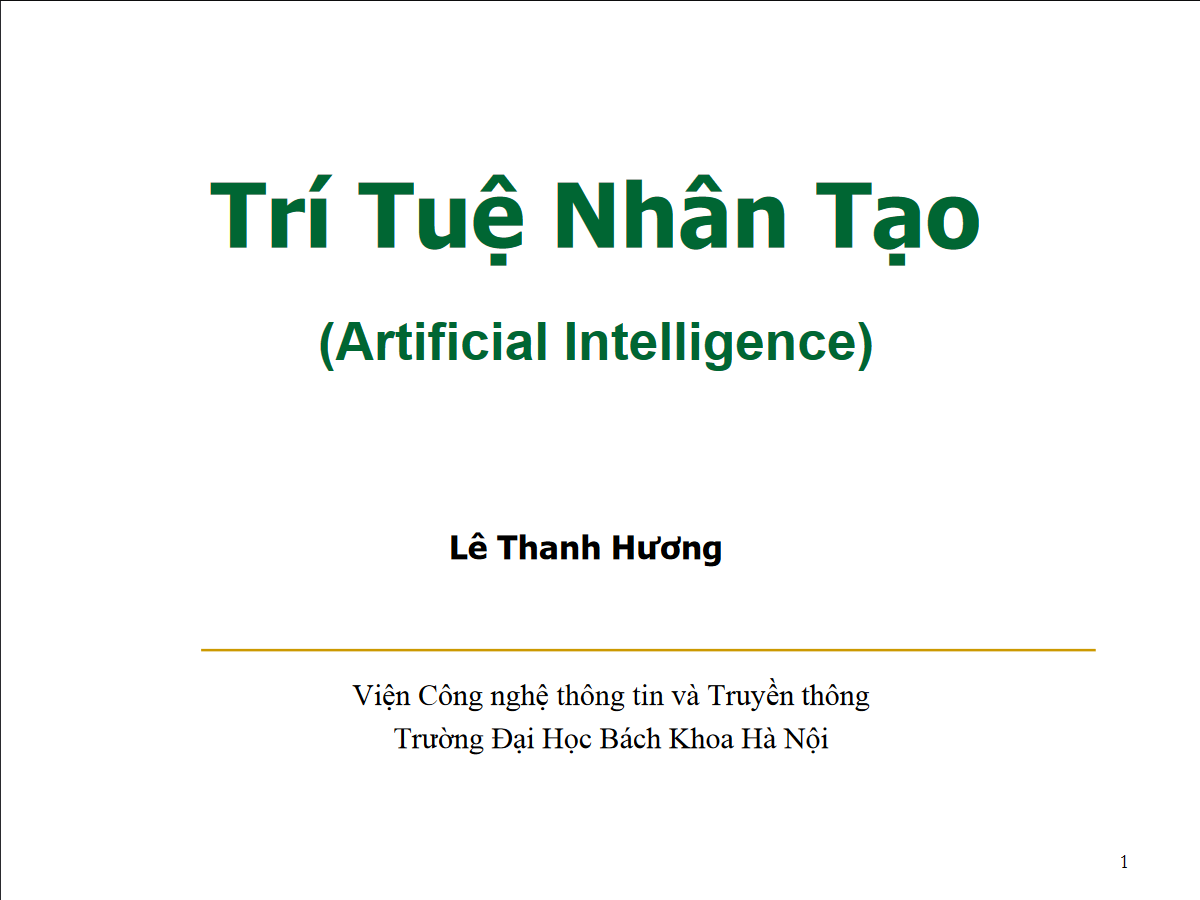 Trí Tuệ Nhân Tạo
(Artificial Intelligence)
Lê Thanh Hương
Viện Công nghệ thông tin và Truyền thông
Trường Đại Học Bách Khoa Hà Nội
1